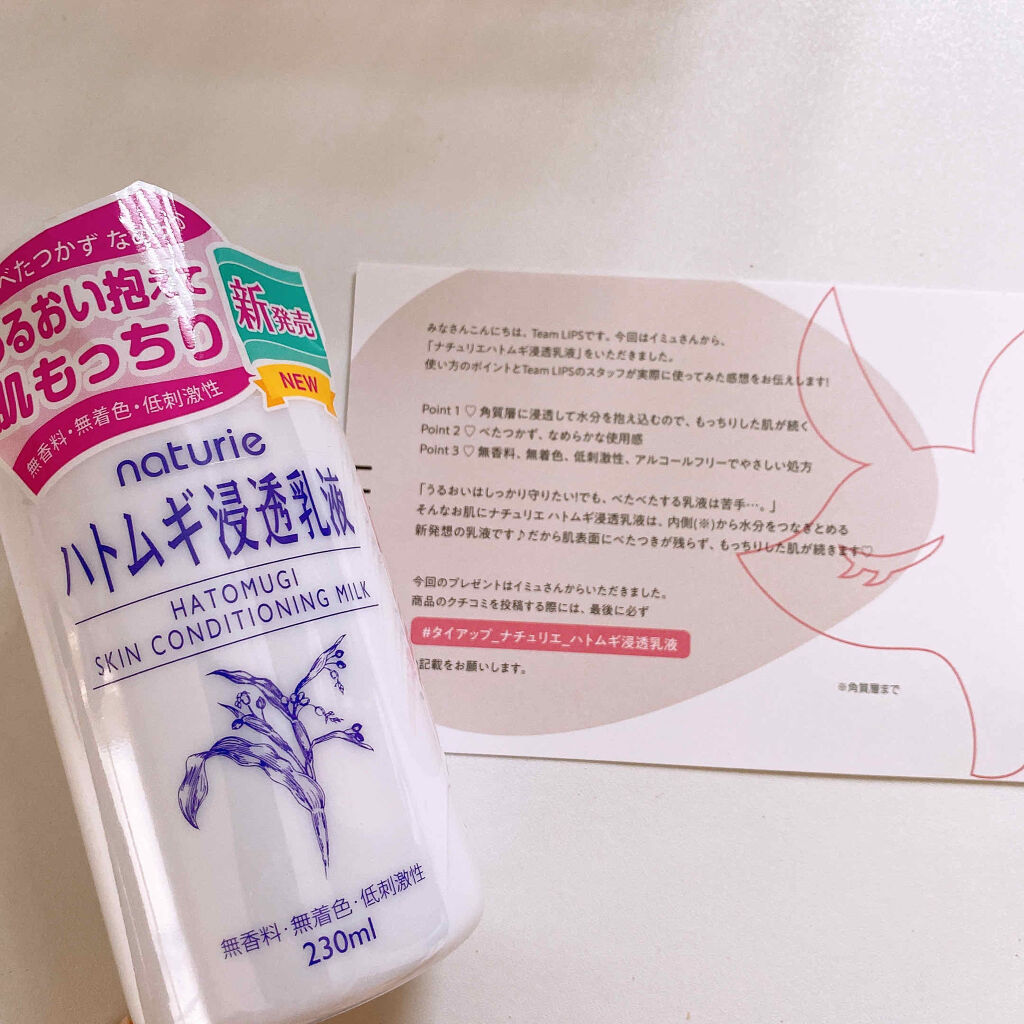 べたつかず な
うるおい抱えて
肌もっちり
無香料・無着色・低刺激性
新発売
NEW
naturie
ハトムギ浸透乳液
HATOMUGI
SKIN CONDITIONING MILK
無香料・無着色・低刺激性
230ml
みなさんこんにちは、Team LIPSです。今回はイミュさんから、
「ナチュリエハトムギ浸透乳液」をいただきました。
使い方のポイントとTeam LIPSのスタッフが実際に使ってみた感想をお伝えします!
Point 1 ♡ 角質層に浸透して水分を抱え込むので、もっちりした肌が続く
Point 2 ♡ べたつかず、なめらかな使用感
Point 3 ♡ 無香料、無着色、低刺激性、アルコールフリーでやさしい処方
「うるおいはしっかり守りたい!でも、べたべたする乳液は苦手…。」
そんなお肌にナチュリエ ハトムギ浸透乳液は、内側(※)から水分をつなぎとめる
新発想の乳液です♪だから肌表面にべたつきが残らず、もっちりした肌が続きます♡
今回のプレゼントはイミュさんからいただきました。
商品のクチコミを投稿する際には、最後に必ず
#タイアップ_ナチュリエ_ハトムギ浸透乳液
記載をお願いします。
※角質層まで